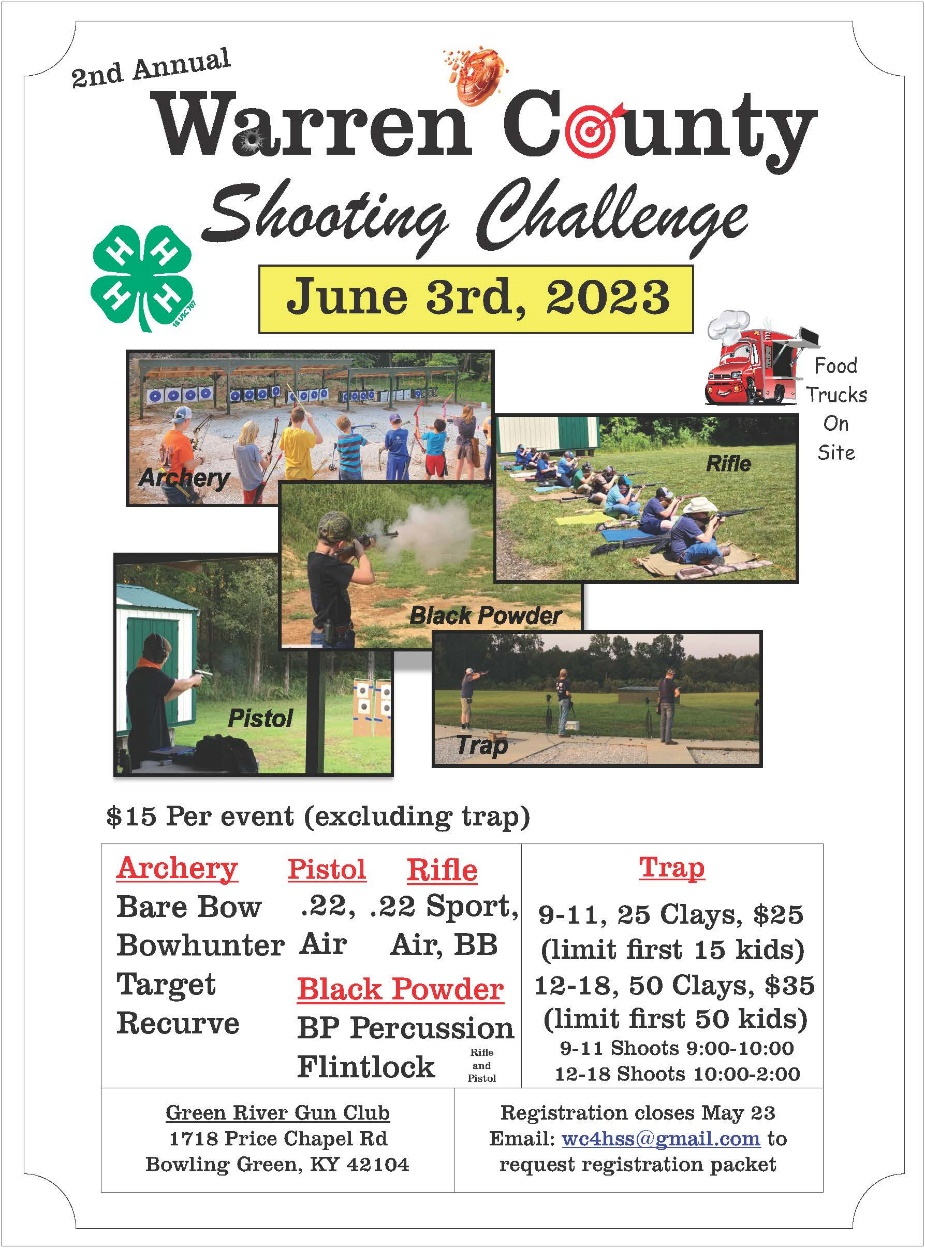 2nd Annual
Warren County
Shooting Challenge
H H
H H
18 USC 707
June 3rd, 2023
Food
Trucks
On
Site
Archery
Rifle
Black Powder
Pistol
Trap
$15 Per event (excluding trap)
Archery
Bare Bow
Bowhunter
Target
Recurve
Pistol
.22,
Air
Rifle
.22 Sport,
Air, BB
Black Powder
BP Percussion
Flintlock
Rifle
and
Pistol
Trap
9-11, 25 Clays, $25
(limit first 15 kids)
12-18, 50 Clays, $35
(limit first 50 kids)
9-11 Shoots 9:00-10:00
12-18 Shoots 10:00-2:00
Green River Gun Club
1718 Price Chapel Rd
Bowling Green, KY 42104
Registration closes May 23
Email: wc4hss@gmail.com to
request registration packet